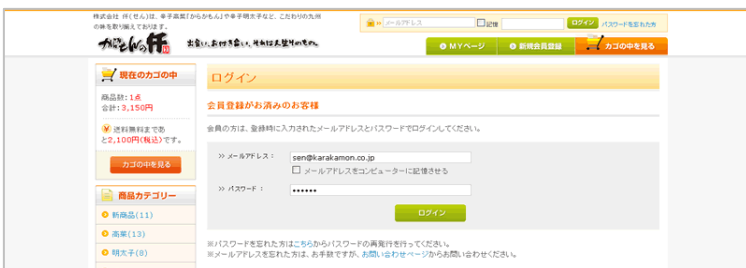 株式会社 仟(せん)は、辛子高菜「からかもん」や辛子明太子など、こだわりの九州
の味を取り揃えております。
メールアドレス
記憶
ログイン
パスワードを忘れた方
出会い、お付き合い、それは人望りのもの。
MYページ
新規会員登録
カゴの中を見る
現在のカゴの中
商品数:1点
合計:3,150円
送料無料まであ
と2,100円(税込)です。
カゴの中を見る
商品カテゴリー
新商品(11)
高菜(13)
明太子(8)
ログイン
会員登録がお済みのお客様
会員の方は、登録時に入力されたメールアドレスとパスワードでログインしてください。
>> メールアドレス:
sen@karakamon.co.jp
メールアドレスをコンピューターに記憶させる
>> パスワード:
••••••
ログイン
※パスワードを忘れた方はこちらからパスワードの再発行を行ってください。
※メールアドレスを忘れた方は、お手数ですが、お問い合わせページからお問い合わせください。